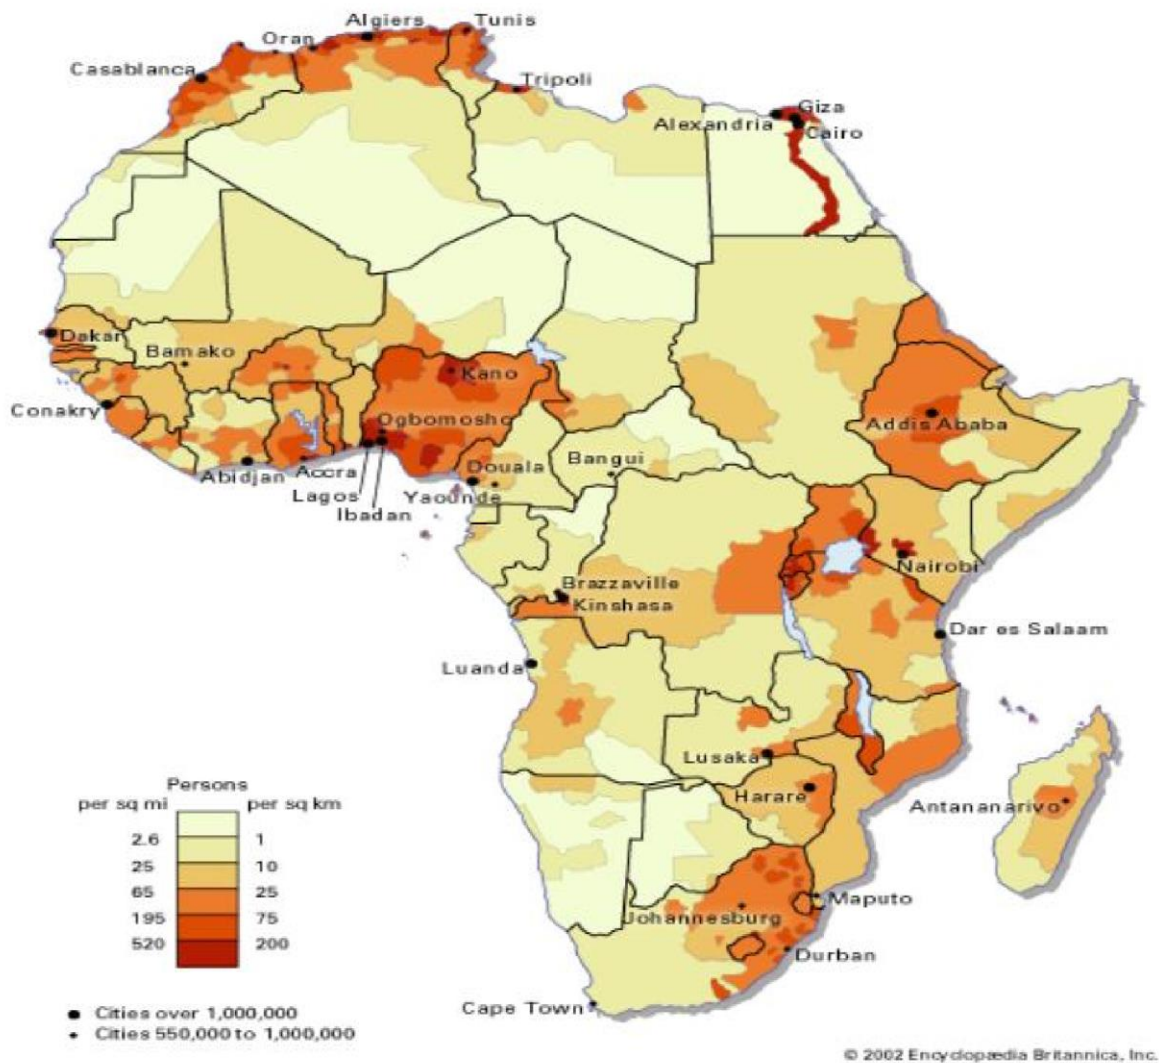 Algiers
Tunis
Oran
Casablanca
Tripoli
Giza
Alexandria
Cairo
Dakar
Bamako
Kano
Conakry
Ogbomosho
Addis Ababa
Abidjan
Accra
Douala
Bangui
Lagos
Yaounde
Ibadan
Nairobi
Brazzaville
Kinshasa
Dar es Salaam
Luanda
Lusaka
Harare
Antananarivo
Maputo
Johannesburg
Durban
Cape Town
Persons
per sq mi per sq km
2.6 1
25 10
65 25
195 75
520 200
Cities over 1,000,000
Cities 550,000 to 1,000,000
© 2002 Encyclopædia Britannica, Inc.